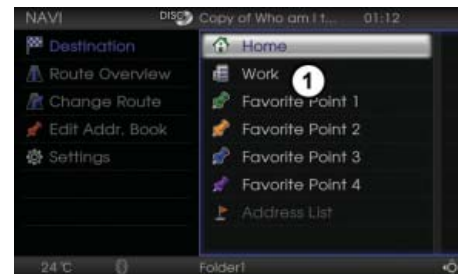 NAVI DISC Copy of Who am I t... 01:12
Destination
Route Overview
Change Route
Edit Addr. Book
Settings
Home
Work
1
Favorite Point 1
Favorite Point 2
Favorite Point 3
Favorite Point 4
Address List
24℃ Folder1